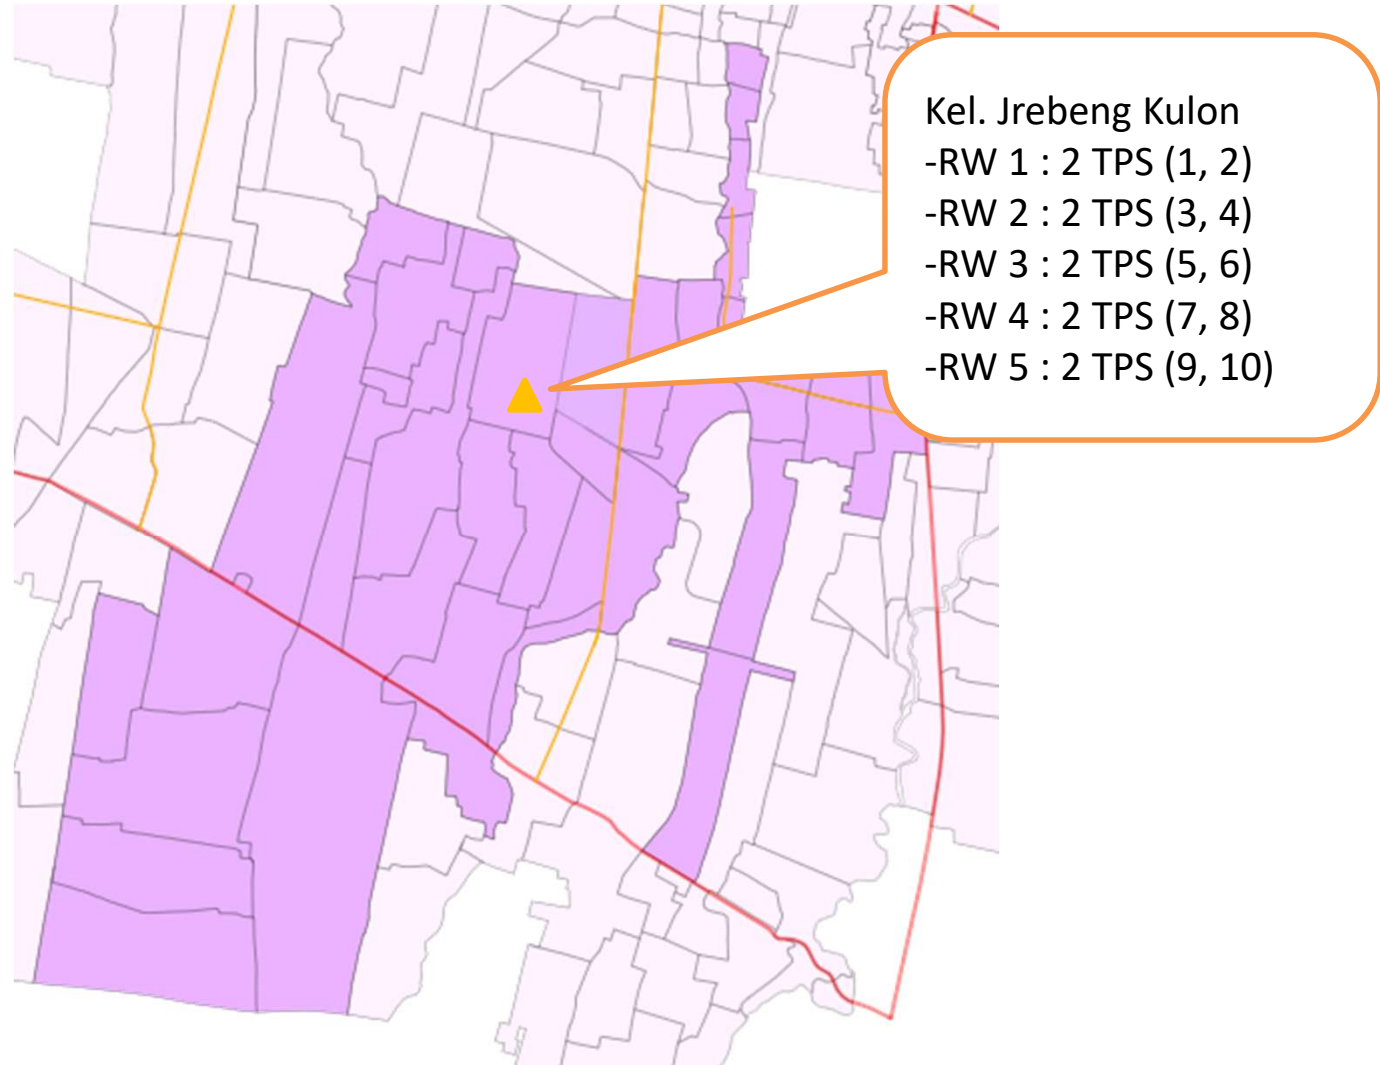 Kel. Jrebeng Kulon
-RW 1 : 2 TPS (1, 2)
-RW 2 : 2 TPS (3, 4)
-RW 3 : 2 TPS (5, 6)
-RW 4 : 2 TPS (7, 8)
-RW 5 : 2 TPS (9, 10)